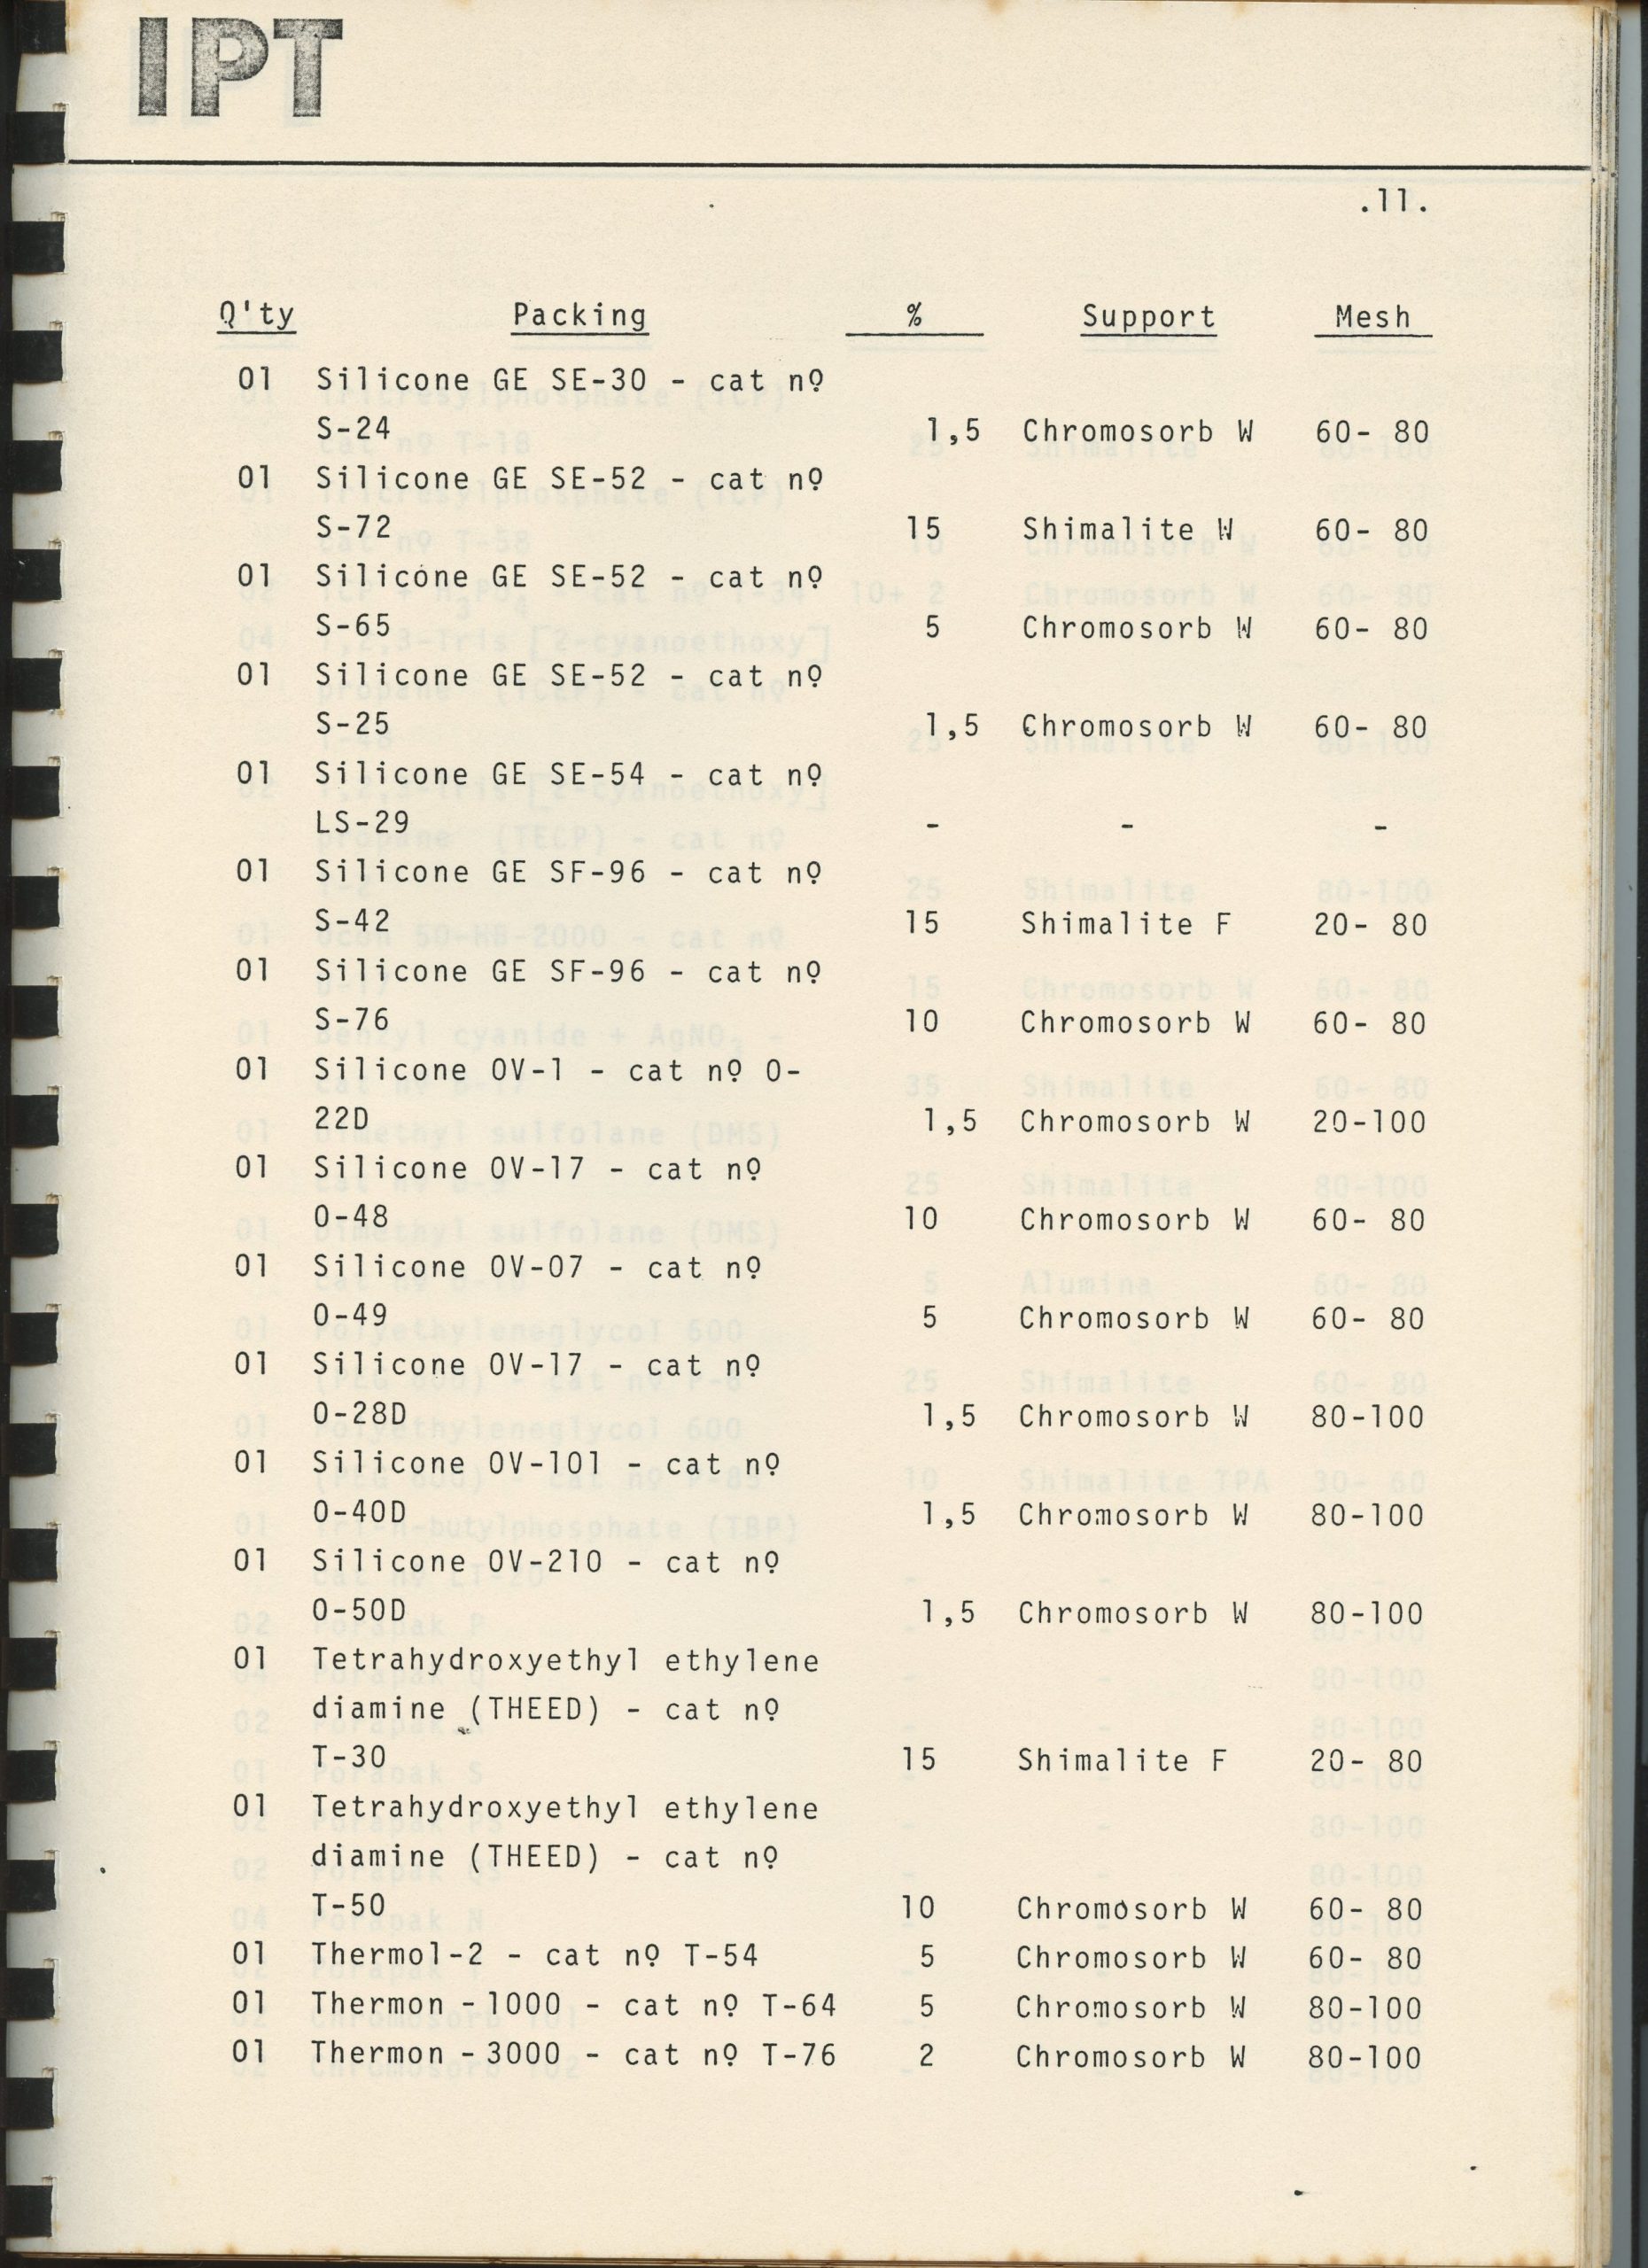 IPT
.11.
Q'ty Packing % Support Mesh
01 Silicone GE SE-30 - cat nº
S-24 1,5 Chromosorb W 60- 80
01 Silicone GE SE-52 - cat nº
S-72 15 Shimalite W 60- 80
01 Silicone GE SE-52 - cat nº
S-65 5 Chromosorb W 60- 80
01 Silicone GE SE-52 - cat nº
S-25 1,5 Chromosorb W 60- 80
01 Silicone GE SE-54 - cat nº
LS-29 - - -
01 Silicone GE SF-96 - cat nº
S-42 15 Shimalite F 20- 80
01 Silicone GE SF-96 - cat nº
S-76 10 Chromosorb W 60- 80
01 Silicone OV-1 - cat nº O-
22D 1,5 Chromosorb W 20-100
01 Silicone OV-17 - cat nº
O-48 10 Chromosorb W 60- 80
01 Silicone OV-07 - cat nº
O-49 5 Chromosorb W 60- 80
01 Silicone OV-17 - cat nº
O-28D 1,5 Chromosorb W 80-100
01 Silicone OV-101 - cat nº
O-40D 1,5 Chromosorb W 80-100
01 Silicone OV-210 - cat nº
O-50D 1,5 Chromosorb W 80-100
01 Tetrahydroxyethyl ethylene
diamine (THEED) - cat nº
T-30 15 Shimalite F 20- 80
01 Tetrahydroxyethyl ethylene
diamine (THEED) - cat nº
T-50 10 Chromosorb W 60- 80
01 Thermol-2 - cat nº T-54 5 Chromosorb W 60- 80
01 Thermon - 1000 - cat nº T-64 5 Chromosorb W 80-100
01 Thermon - 3000 - cat nº T-76 2 Chromosorb W 80-100